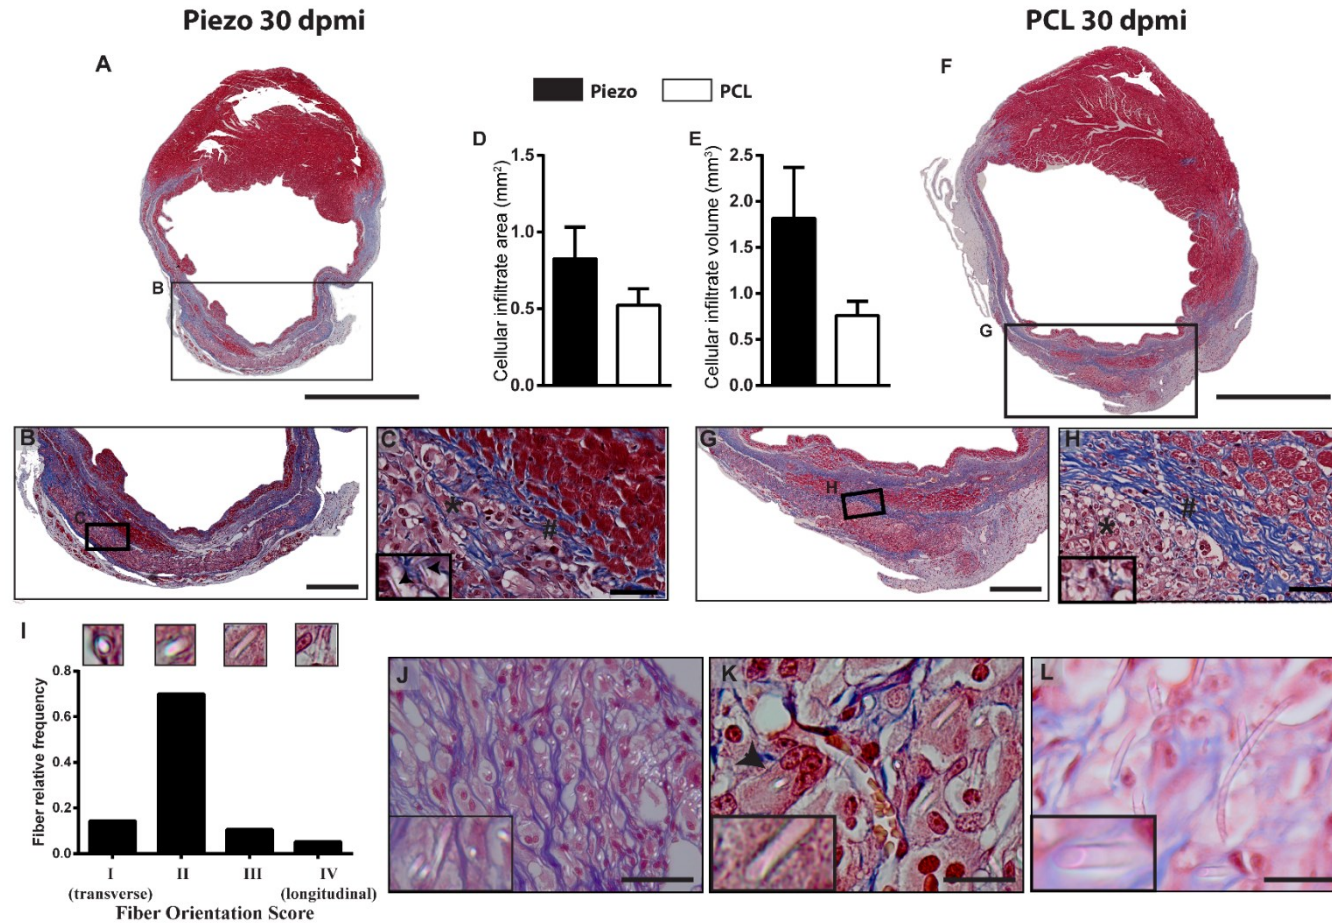 Piezo 30 dpmi
PCL 30 dpmi
A
F
Piezo
PCL
D
E
Cellular infiltrate area (mm²)
1.5
1.0
0.5
0.0
Cellular infiltrate volume (mm³)
2.5
2.0
1.5
1.0
0.5
0.0
B
G
B
C
C
*
#
G
H
H
*
#
I
Fiber relative frequency
0.8
0.6
0.4
0.2
0.0
I II III IV
(transverse) (longitudinal)
Fiber Orientation Score
J
K
L